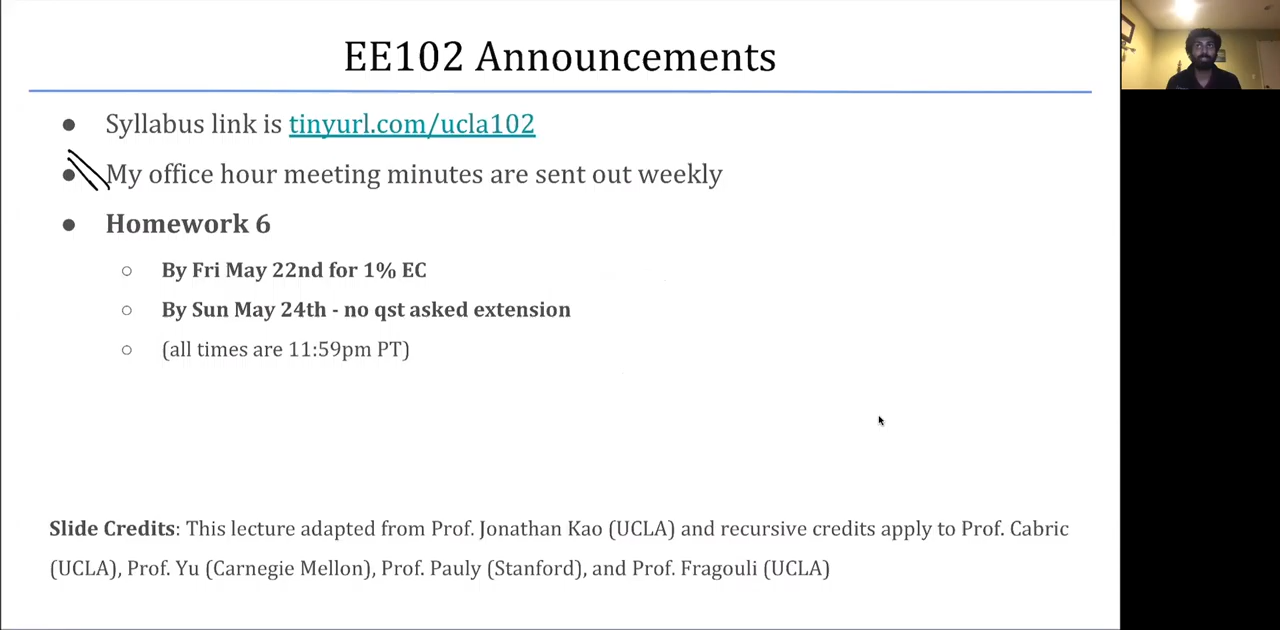 EE102 Announcements
● Syllabus link is tinyurl.com/ucla102
● My office hour meeting minutes are sent out weekly
● Homework 6
○ By Fri May 22nd for 1% EC
○ By Sun May 24th - no qst asked extension
○ (all times are 11:59pm PT)
Slide Credits: This lecture adapted from Prof. Jonathan Kao (UCLA) and recursive credits apply to Prof. Cabric
(UCLA), Prof. Yu (Carnegie Mellon), Prof. Pauly (Stanford), and Prof. Fragouli (UCLA)